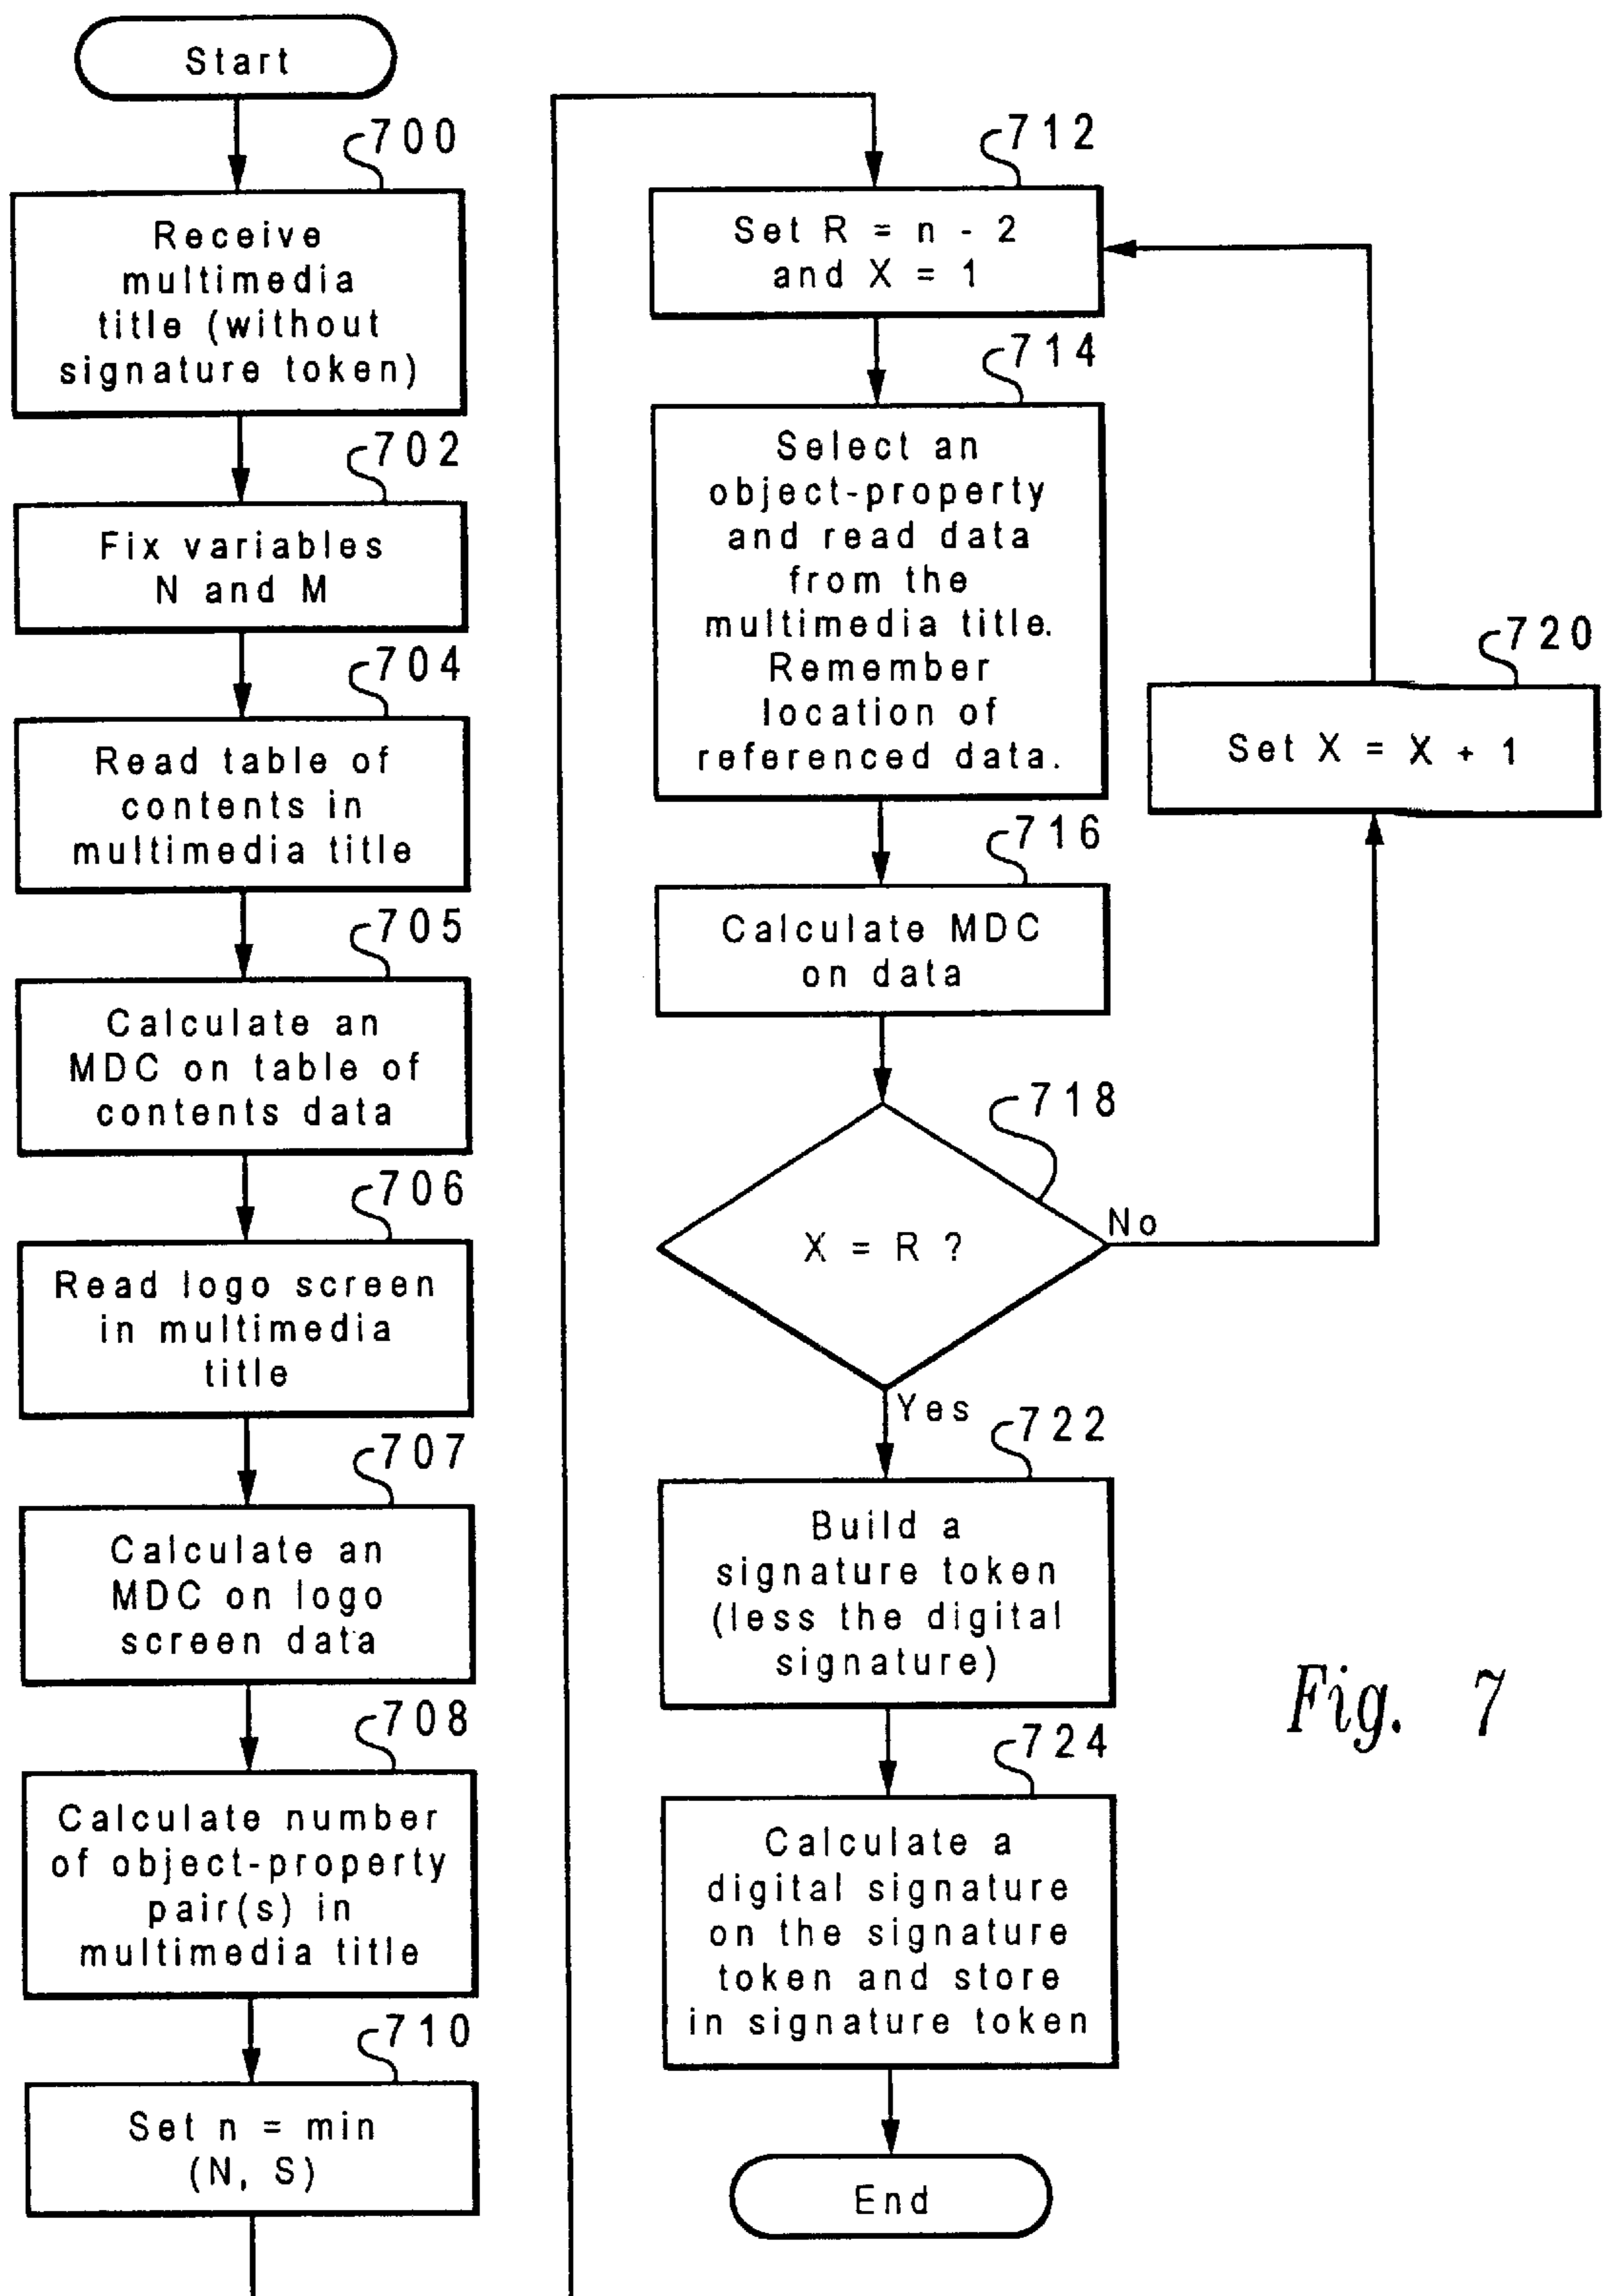 Start
700
Receive
multimedia
title (without
signature token)
702
Fix variables
N and M
704
Read table of
contents in
multimedia title
705
Calculate an
MDC on table of
contents data
706
Read logo screen
in multimedia
title
707
Calculate an
MDC on logo
screen data
708
Calculate number
of object-property
pair(s) in
multimedia title
710
Set n = min
(N, S)
712
Set R = n - 2
and X = 1
714
Select an
object-property
and read data
from the
multimedia title.
Remember
location of
referenced data.
716
Calculate MDC
on data
718
X = R ?
No
720
Set X = X + 1
Yes
722
Build a
signature token
(less the digital
signature)
724
Calculate a
digital signature
on the signature
token and store
in signature token
End
Fig. 7